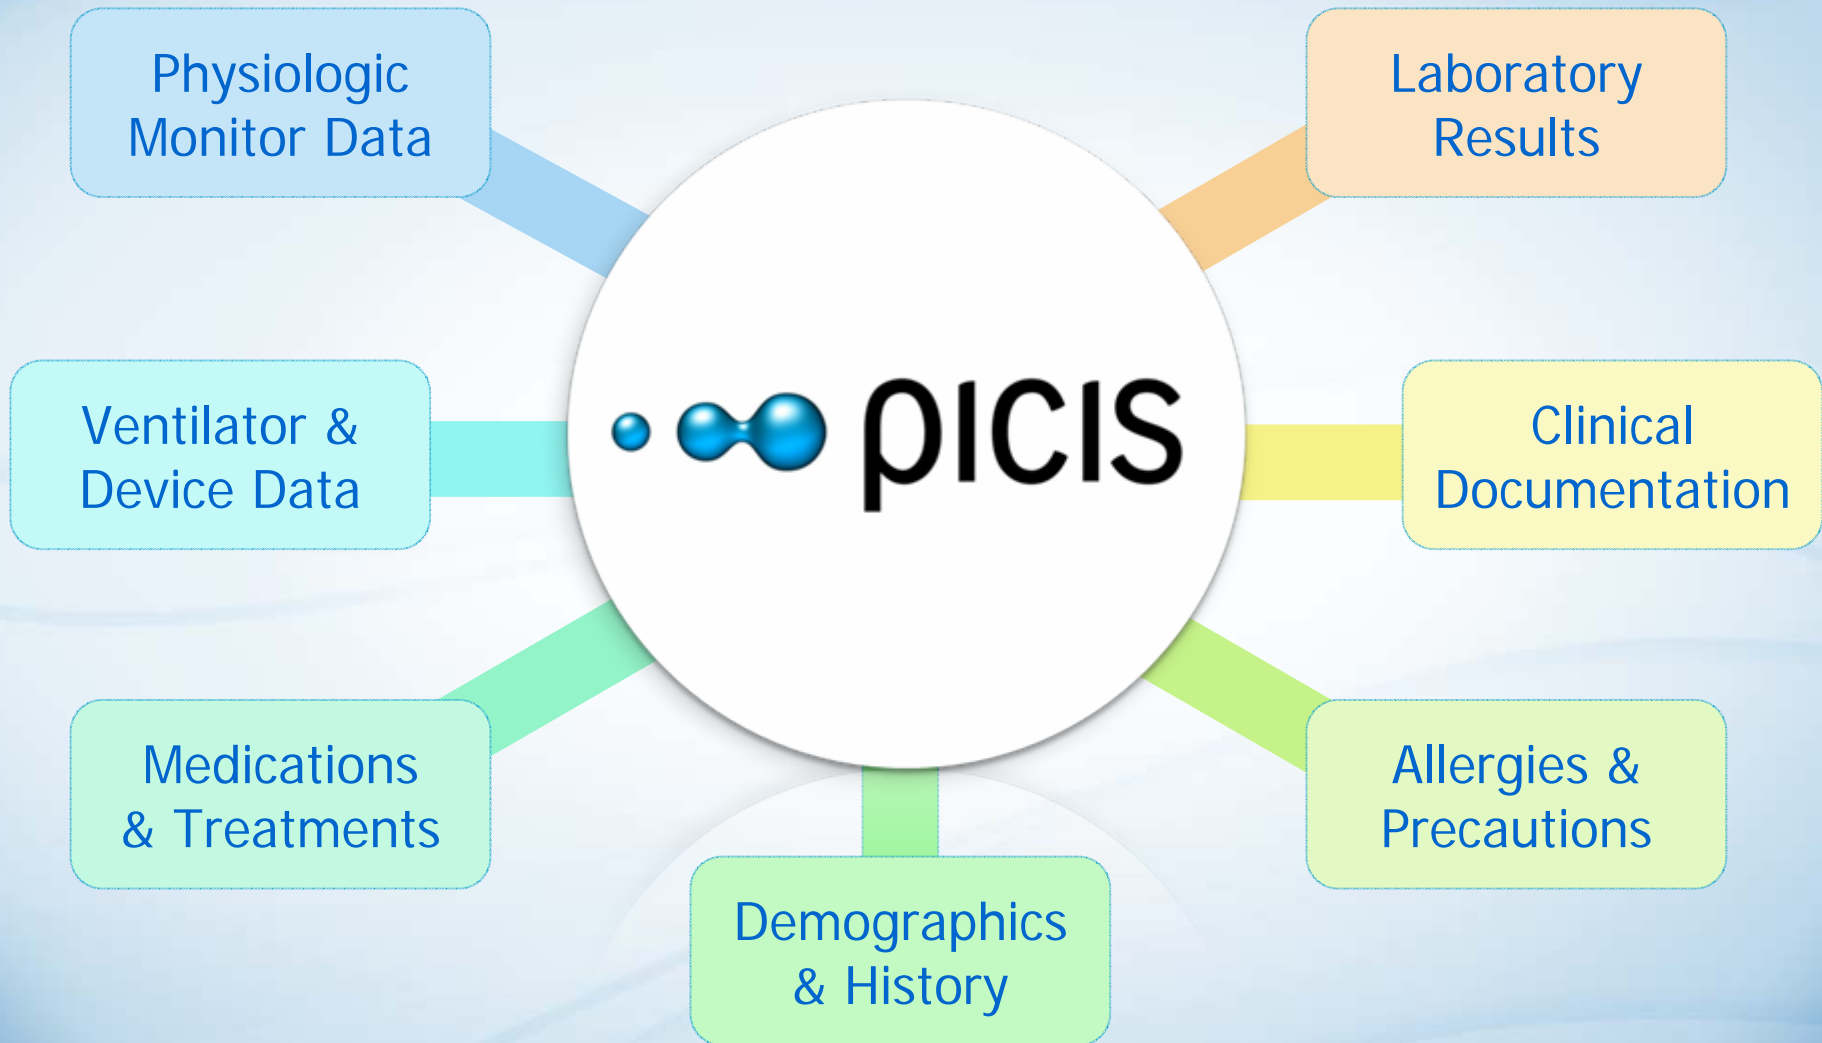 Physiologic
Monitor Data
Laboratory
Results
Ventilator &
Device Data
picis
Clinical
Documentation
Medications
& Treatments
Allergies &
Precautions
Demographics
& History